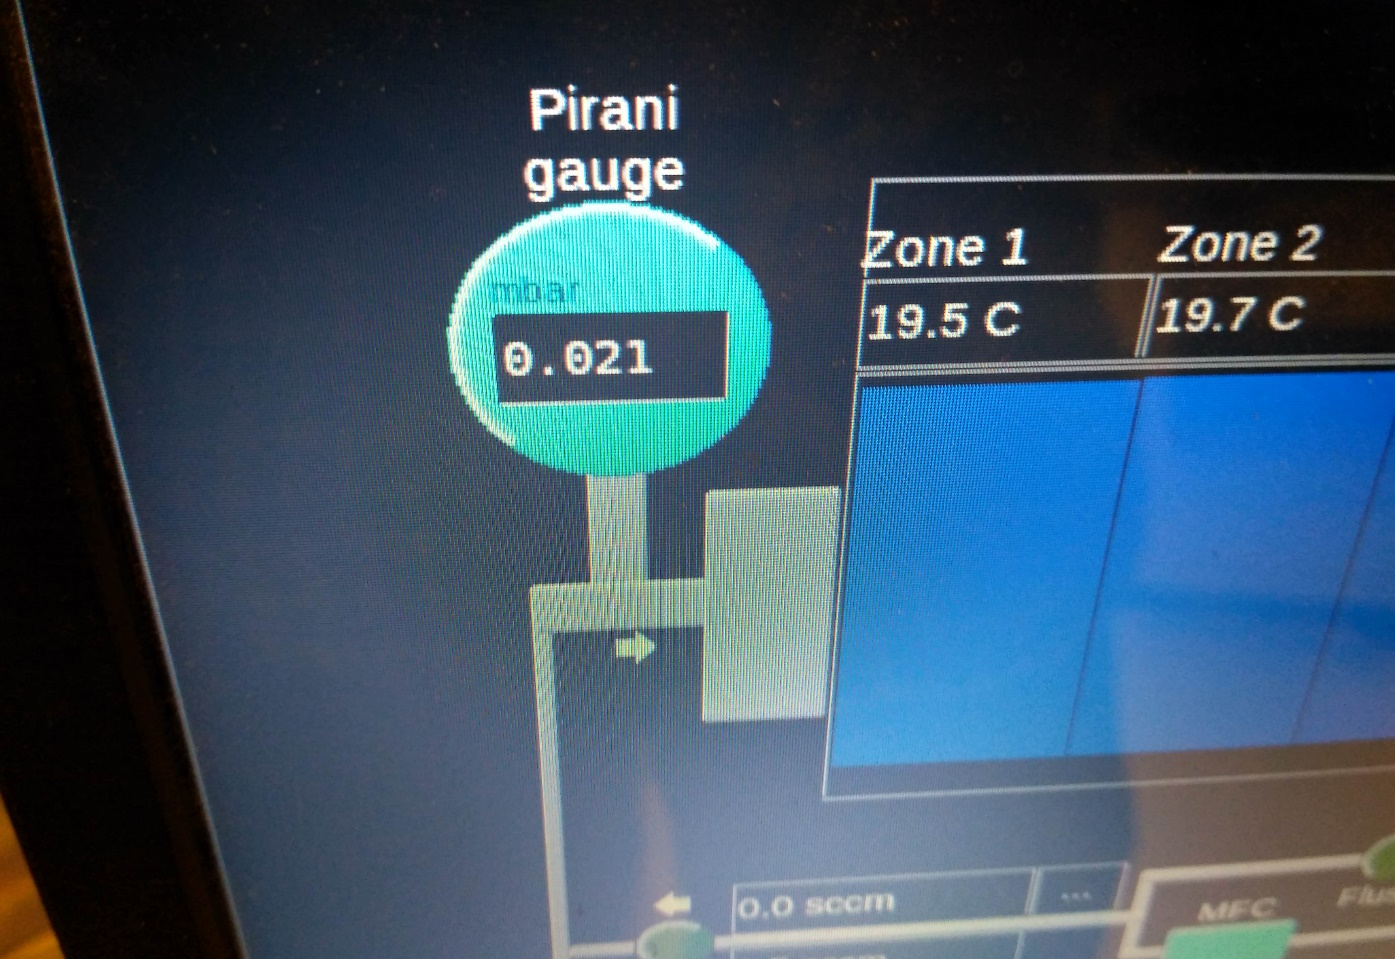 Pirani
gauge
mbar
0.021
Zone 1
Zone 2
19.5 C
19.7 C
0.0 sccm
...
MFC